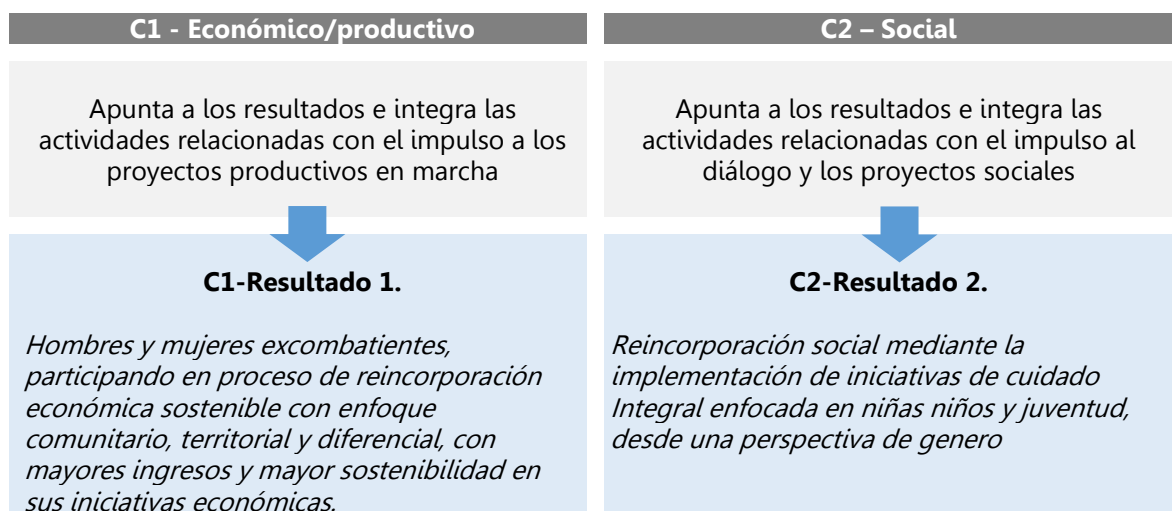 C1 - Económico/productivo
Apunta a los resultados e integra las
actividades relacionadas con el impulso a los
proyectos productivos en marcha
C1-Resultado 1.
Hombres y mujeres excombatientes,
participando en proceso de reincorporación
económica sostenible con enfoque
comunitario, territorial y diferencial, con
mayores ingresos y mayor sostenibilidad en
sus iniciativas económicas.
C2 – Social
Apunta a los resultados e integra las
actividades relacionadas con el impulso al
diálogo y los proyectos sociales
C2-Resultado 2.
Reincorporación social mediante la
implementación de iniciativas de cuidado
Integral enfocada en niñas niños y juventud,
desde una perspectiva de genero